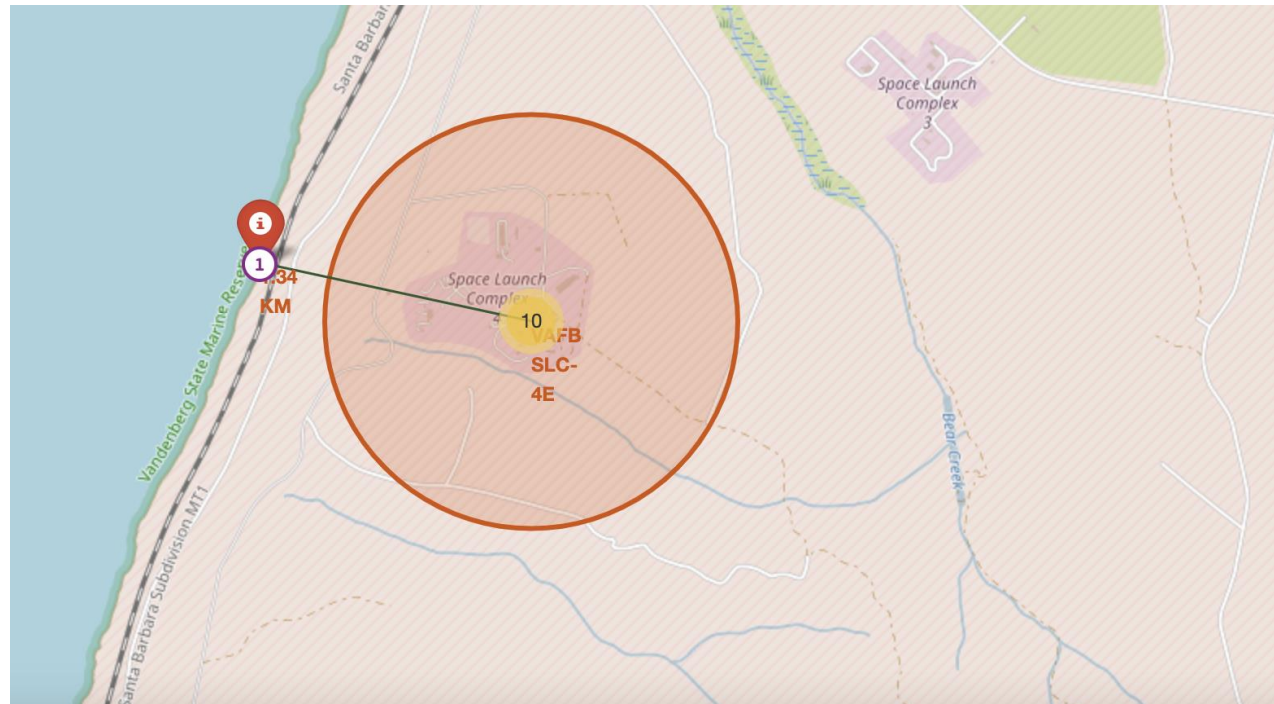 Santa Barbar
Space Launch
Complex
3
i
1
.34
KM
Vandenberg State Marine Reserve
Space Launch
Complex
10
VAFB
SLC-
4E
Bear Creek
Santa Barbara Subdivision MT1